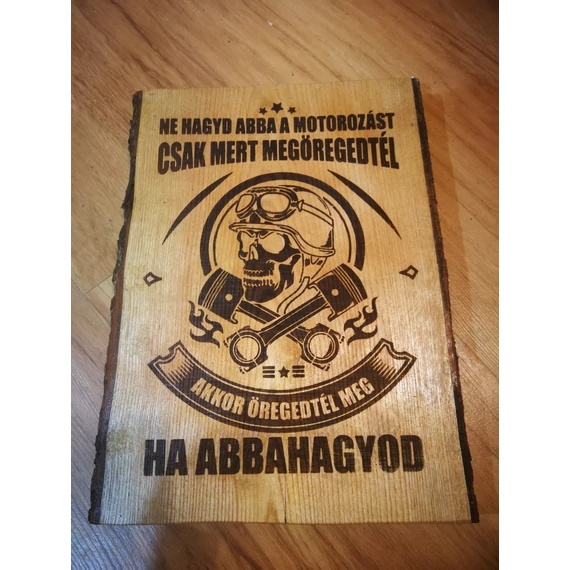 NE HAGYD ABBA A MOTOROZÁST
CSAK MERT MEGÖREGEDTÉL
AKKOR ÖREGEDTÉL MEG
HA ABBAHAGYOD